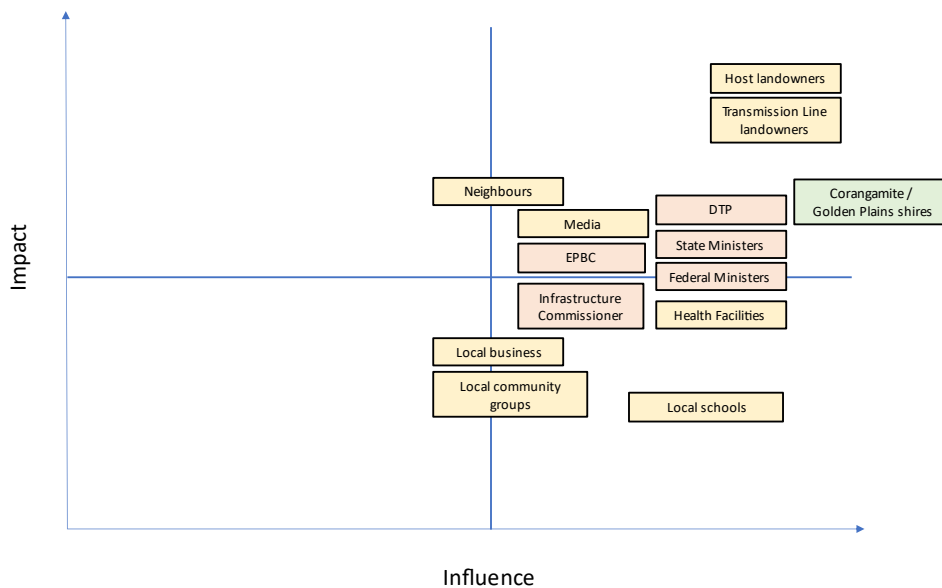 Host landowners
Transmission Line
landowners
Neighbours
Corangamite /
Golden Plains shires
DTP
Media
State Ministers
EPBC
Federal Ministers
Impact
Infrastructure
Commissioner
Health Facilities
Local business
Local community
groups
Local schools
Influence